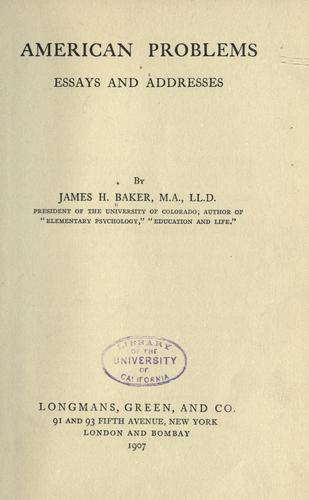 AMERICAN PROBLEMS
ESSAYS AND ADDRESSES
BY
JAMES H. BAKER, M.A., LL.D.
PRESIDENT OF THE UNIVERSITY OF COLORADO; AUTHOR OF
"ELEMENTARY PSYCHOLOGY," "EDUCATION AND LIFE."
LIBRARY
OF THE
UNIVERSITY
OF
CALIFORNIA
LONGMANS, GREEN, AND CO.
91 AND 93 FIFTH AVENUE, NEW YORK
LONDON AND BOMBAY
1907